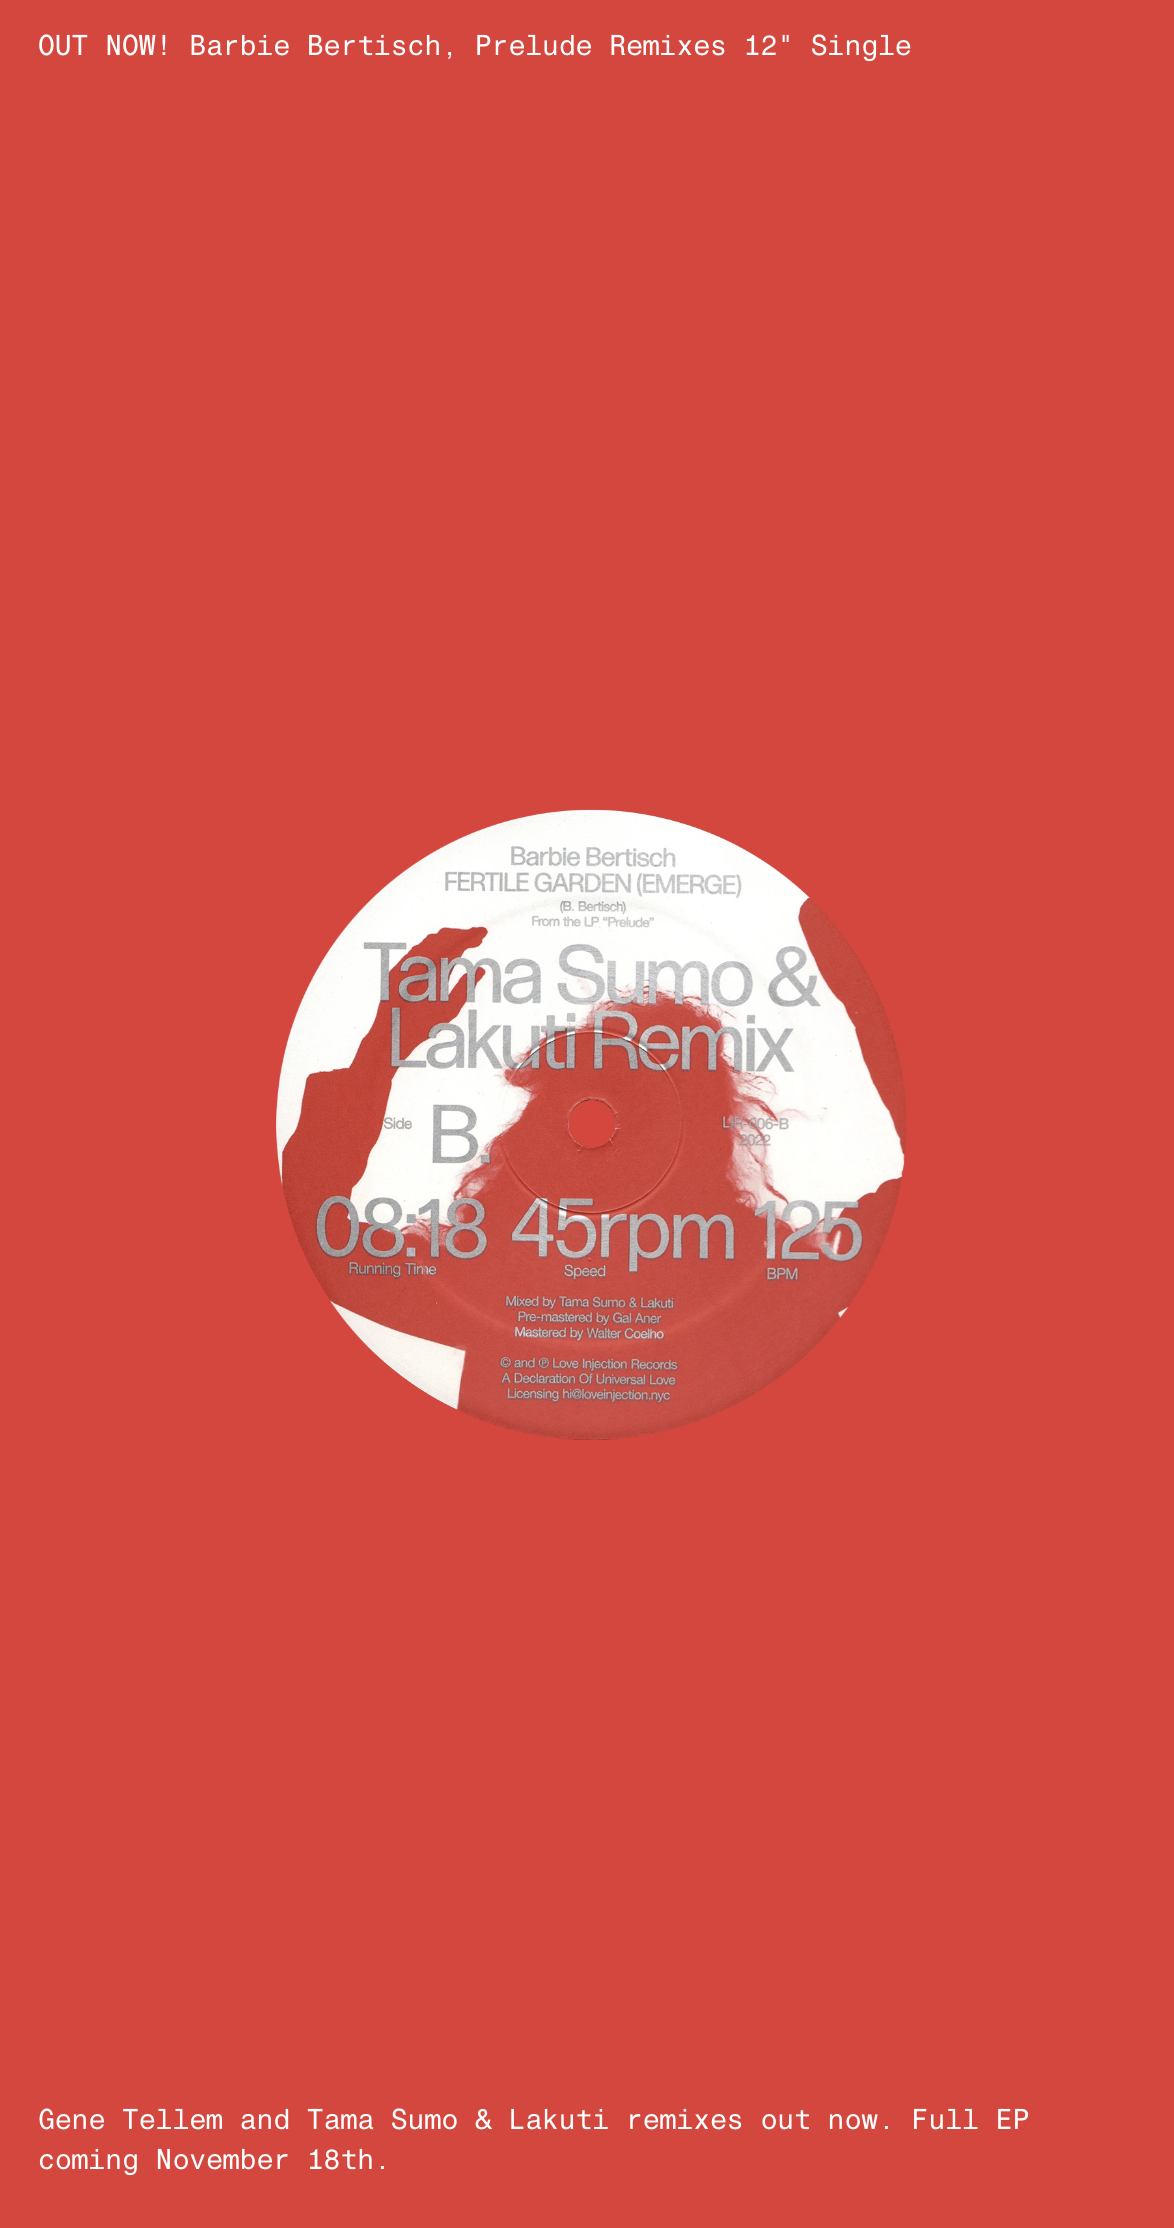 OUT NOW! Barbie Bertisch, Prelude Remixes 12" Single
Barbie Bertisch
FERTILE GARDEN (EMERGE)
(B. Bertisch)
From the LP "Prelude"
Tama Sumo &
Lakuti Remix
Side B. LIR-006-B
2022
08:18 45rpm 125
Running Time Speed BPM
Mixed by Tama Sumo & Lakuti
Pre-mastered by Gal Aner
Mastered by Walter Coelho
© and ℗ Love Injection Records
A Declaration Of Universal Love
Licensing hi@loveinjection.nyc
Gene Tellem and Tama Sumo & Lakuti remixes out now. Full EP
coming November 18th.